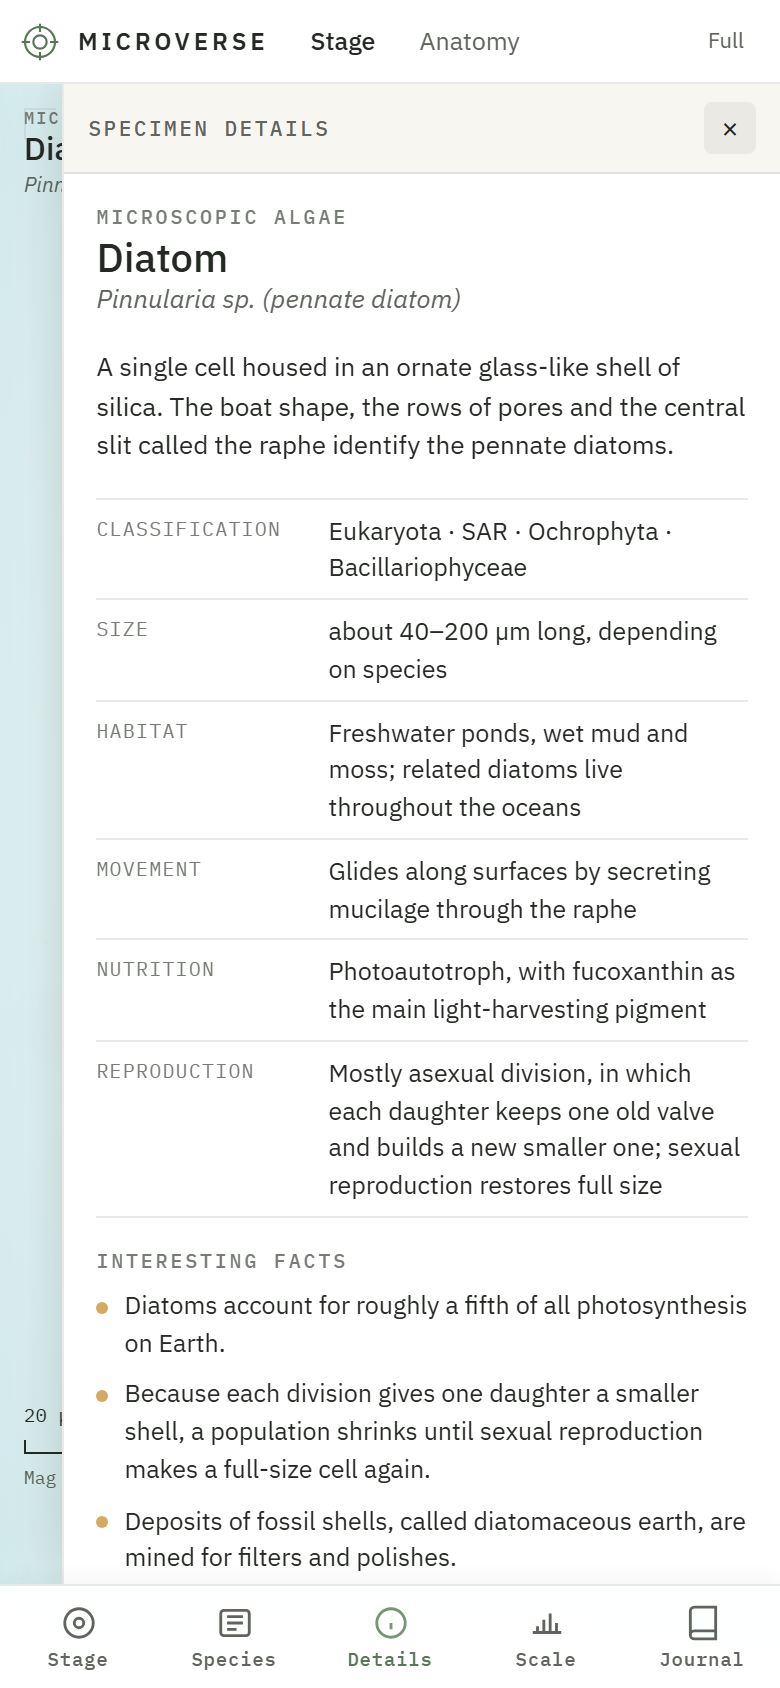 MICROVERSE Stage Anatomy Full
SPECIMEN DETAILS
×
MICROSCOPIC ALGAE
Diatom
Pinnularia sp. (pennate diatom)
A single cell housed in an ornate glass-like shell of
silica. The boat shape, the rows of pores and the central
slit called the raphe identify the pennate diatoms.
CLASSIFICATION Eukaryota · SAR · Ochrophyta ·
Bacillariophyceae
SIZE about 40–200 µm long, depending
on species
HABITAT Freshwater ponds, wet mud and
moss; related diatoms live
throughout the oceans
MOVEMENT Glides along surfaces by secreting
mucilage through the raphe
NUTRITION Photoautotroph, with fucoxanthin as
the main light-harvesting pigment
REPRODUCTION Mostly asexual division, in which
each daughter keeps one old valve
and builds a new smaller one; sexual
reproduction restores full size
INTERESTING FACTS
Diatoms account for roughly a fifth of all photosynthesis
on Earth.
Because each division gives one daughter a smaller
shell, a population shrinks until sexual reproduction
makes a full-size cell again.
Deposits of fossil shells, called diatomaceous earth, are
mined for filters and polishes.
20
Mag
Stage Species Details Scale Journal